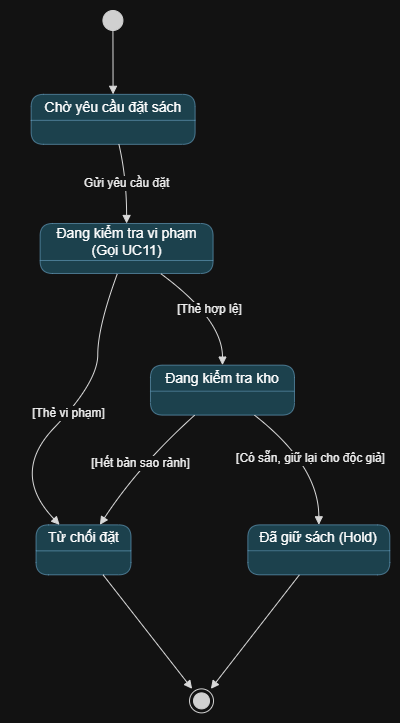 Chờ yêu cầu đặt sách
Gửi yêu cầu đặt
Đang kiểm tra vi phạm
(Gọi UC11)
[Thẻ hợp lệ]
Đang kiểm tra kho
[Thẻ vi phạm]
[Hết bản sao rảnh]
[Có sẵn, giữ lại cho độc giả]
Từ chối đặt
Đã giữ sách (Hold)